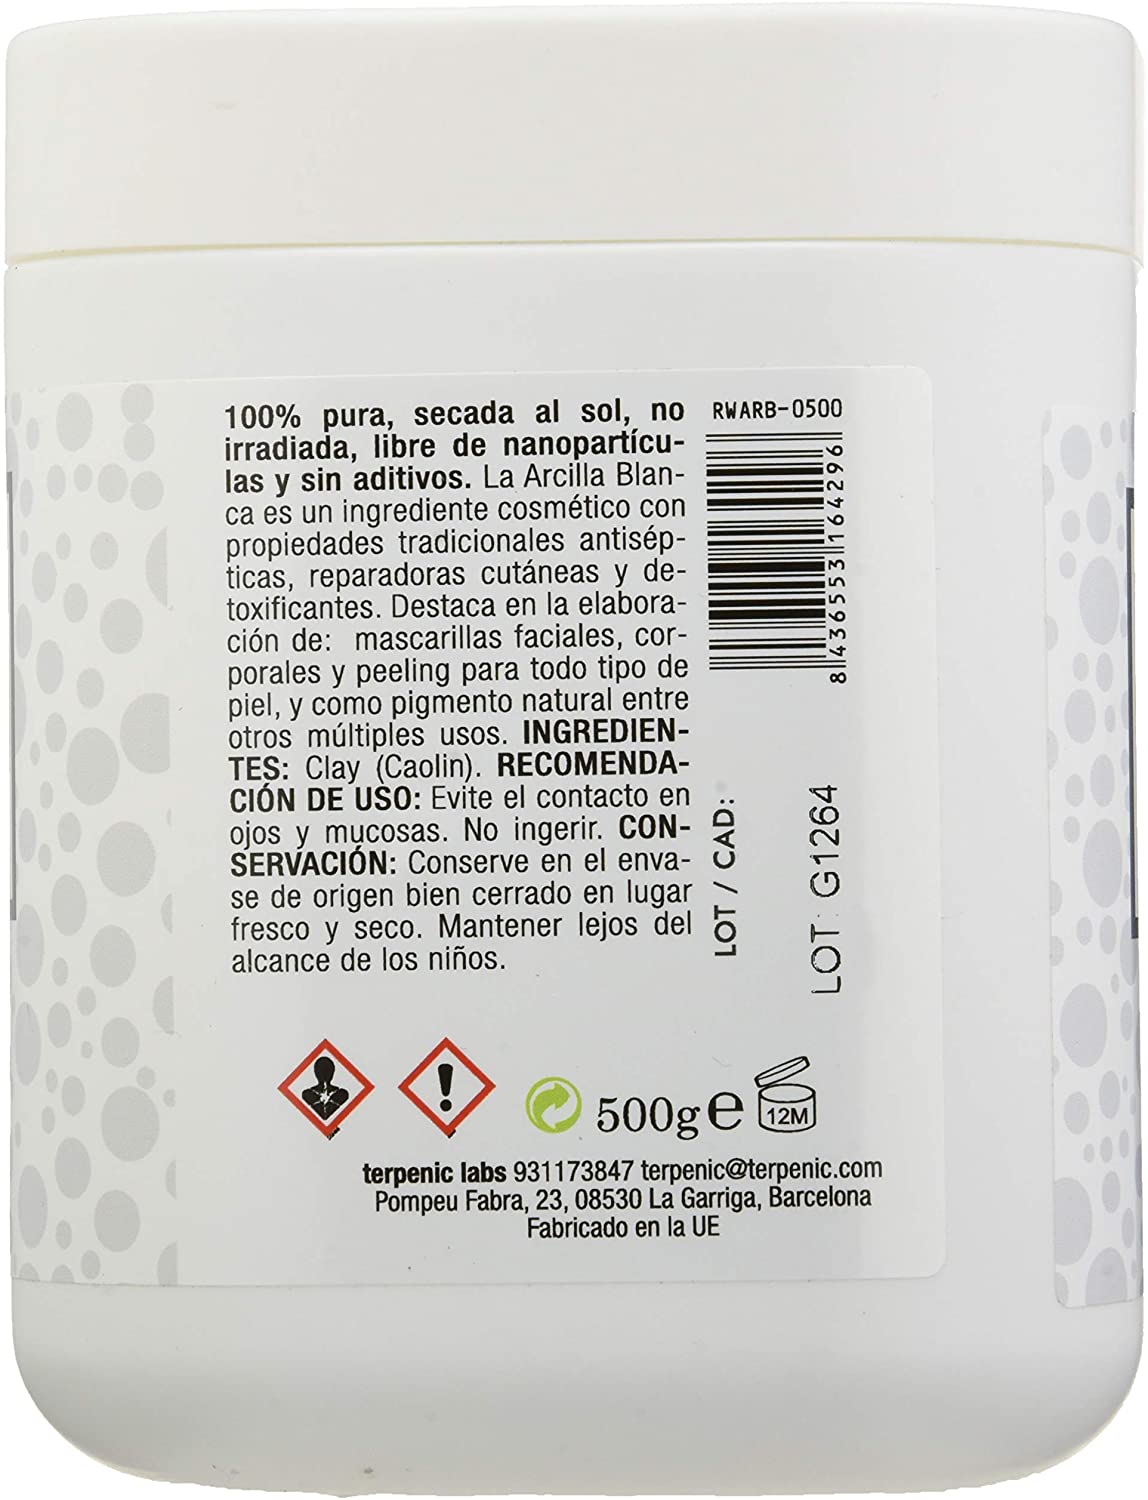 100% pura, secada al sol, no
irradiada, libre de nanopartícu-
las y sin aditivos. La Arcilla Blan-
ca es un ingrediente cosmético con
propiedades tradicionales antisép-
ticas, reparadoras cutáneas y de-
toxificantes. Destaca en la elabora-
ción de: mascarillas faciales, cor-
porales y peeling para todo tipo de
piel, y como pigmento natural entre
otros múltiples usos. INGREDIEN-
TES: Clay (Caolin). RECOMENDA-
CIÓN DE USO: Evite el contacto en
ojos y mucosas. No ingerir. CON-
SERVACIÓN: Conserve en el enva-
se de origen bien cerrado en lugar
fresco y seco. Mantener lejos del
alcance de los niños.
RWARB-0500
8 436553 164296
LOT / CAD:
LOT: G1264
500g e
12M
terpenic labs 931173847 terpenic@terpenic.com
Pompeu Fabra, 23, 08530 La Garriga, Barcelona
Fabricado en la UE